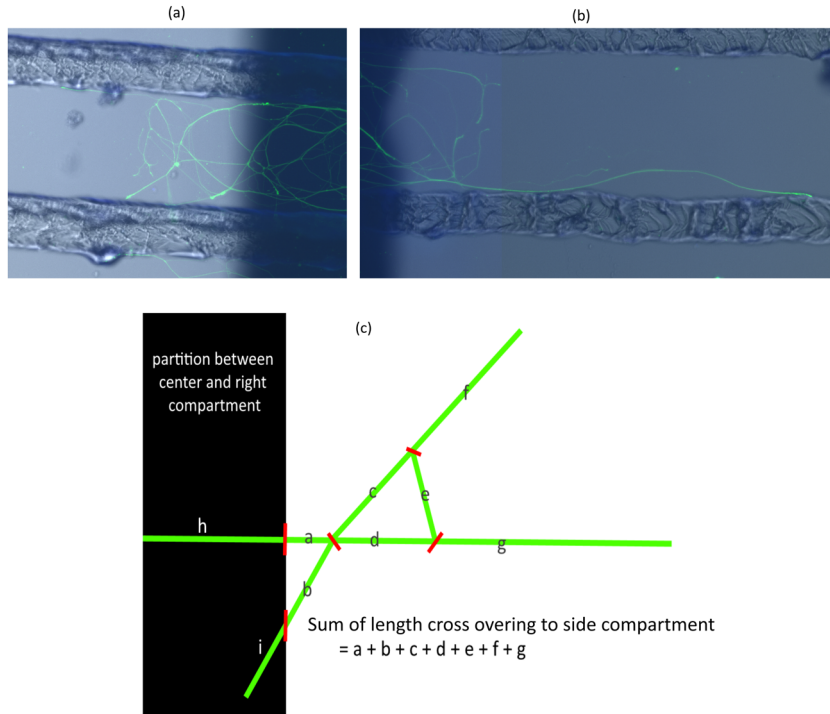 (a)
(b)
(c)
partition between
center and right
compartment
f
c
e
h
a
d
g
b
i
Sum of length cross overing to side compartment
= a + b + c + d + e + f + g